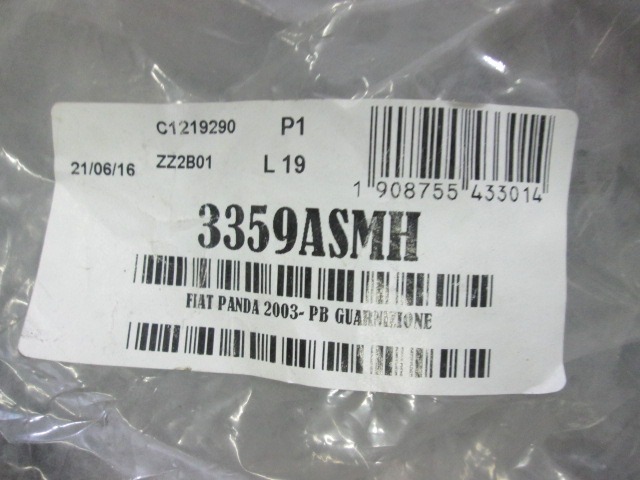 C1219290 P1
21/06/16 ZZ2B01 L 19
1 908755 433014
3359ASMH
FIAT PANDA 2003- PB GUARNIZIONE